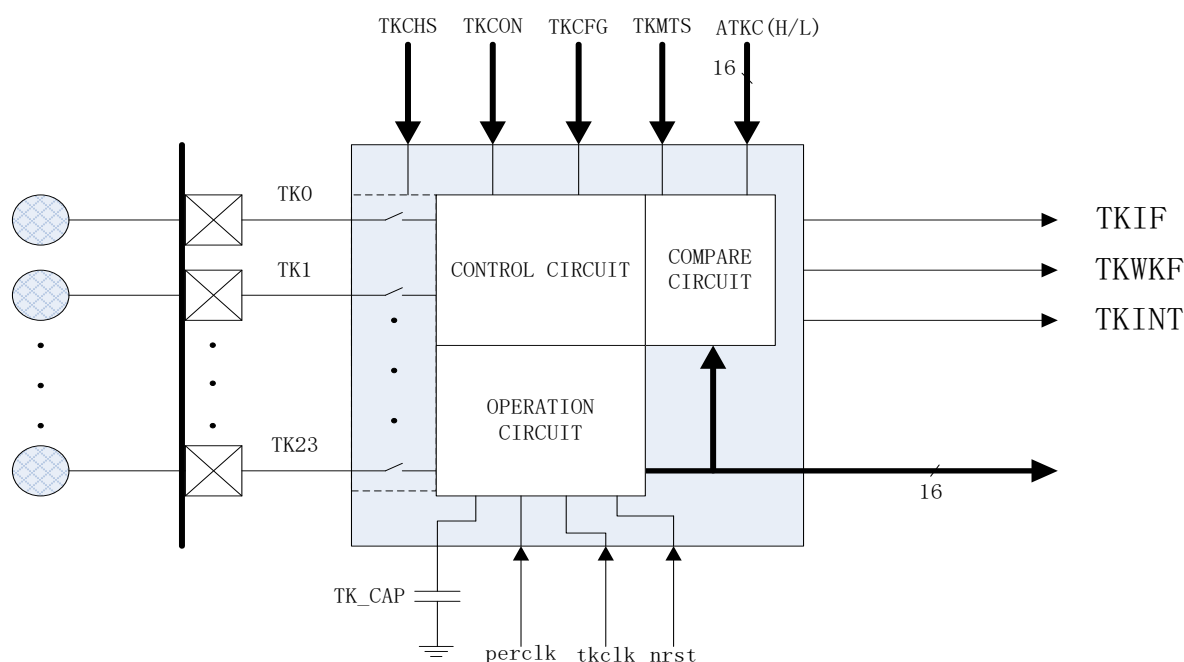 TKCHS
TKCON
TKCFG
TKMTS
ATKC(H/L)
16
TK0
TK1
TK23
CONTROL CIRCUIT
COMPARE
CIRCUIT
OPERATION
CIRCUIT
TKIF
TKWKF
TKINT
16
TK_CAP
perclk
tkclk
nrst